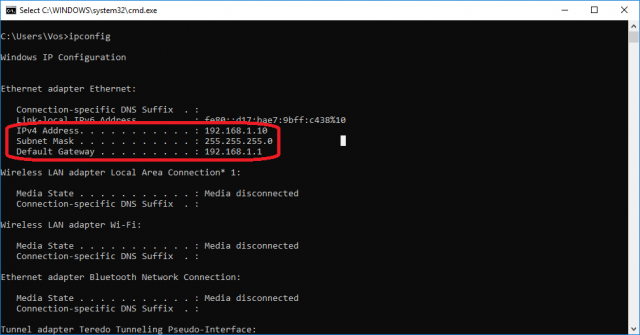 Select C:\WINDOWS\system32\cmd.exe
C:\Users\Vos>ipconfig
Windows IP Configuration
Ethernet adapter Ethernet:
Connection-specific DNS Suffix . :
Link-local IPv6 Address . . . . . : fe80::d17:bae7:9bff:c438%10
IPv4 Address. . . . . . . . . . . : 192.168.1.10
Subnet Mask . . . . . . . . . . . : 255.255.255.0
Default Gateway . . . . . . . . . : 192.168.1.1
Wireless LAN adapter Local Area Connection* 1:
Media State . . . . . . . . . . . : Media disconnected
Connection-specific DNS Suffix . :
Wireless LAN adapter Wi-Fi:
Media State . . . . . . . . . . . : Media disconnected
Connection-specific DNS Suffix . :
Ethernet adapter Bluetooth Network Connection:
Media State . . . . . . . . . . . : Media disconnected
Connection-specific DNS Suffix . :
Tunnel adapter Teredo Tunneling Pseudo-Interface: